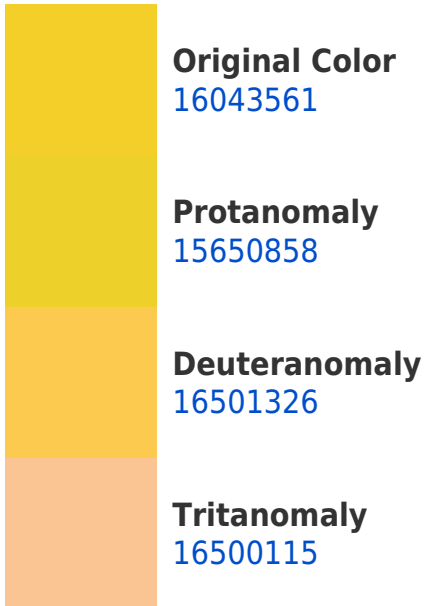 Original Color
16043561
Protanomaly
15650858
Deuteranomaly
16501326
Tritanomaly
16500115